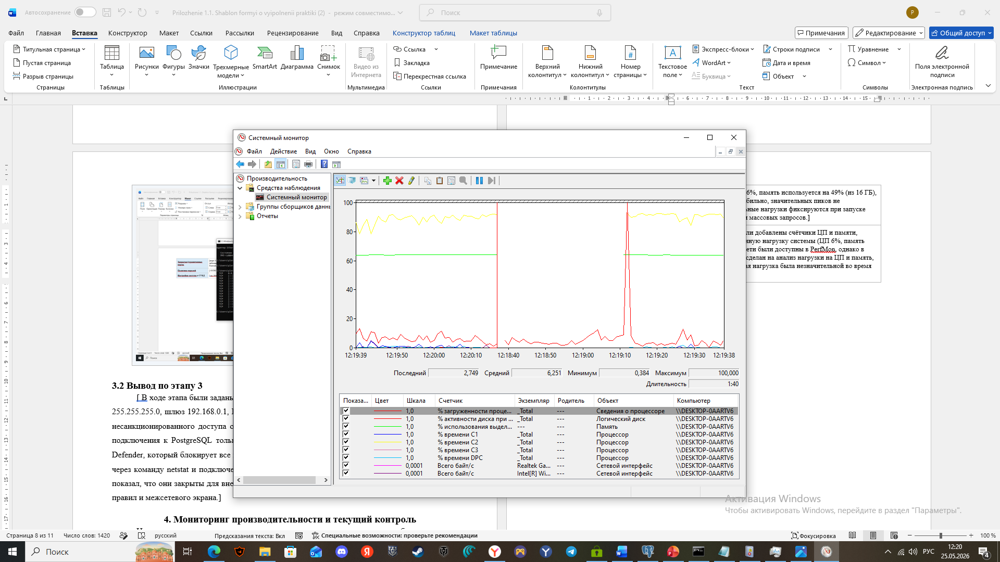 Автосохранение
Prilozhenie 1.1. Shablon formyi o vyipolnenii praktiki (2) - режим совместимо...
Поиск
P
Файл Главная Вставка Конструктор Макет Ссылки Рассылки Рецензирование Вид Справка Конструктор таблиц Макет таблицы
Примечания Редактирование Общий доступ
Титульная страница
Пустая страница
Разрыв страницы
Страницы
Таблица
Таблицы
Рисунки Фигуры Значки Трехмерные модели SmartArt Диаграмма Снимок
Иллюстрации
Видео из Интернета
Мультимедиа
Ссылка
Закладка
Перекрестная ссылка
Ссылки
Примечание
Примечания
Верхний колонтитул Нижний колонтитул Номер страницы
Колонтитулы
Текстовое поле
Экспресс-блоки
WordArt
Буквица
Строки подписи
Дата и время
Объект
Текст
Уравнение
Символ
Символы
Поля электронной подписи
Электронная подпись
Системный монитор
Файл Действие Вид Окно Справка
Производительность
Средства наблюдения
Системный монитор
Группы сборщиков данн
Отчеты
100
80
60
40
20
0
12:19:39 12:19:50 12:20:00 12:20:10 12:18:40 12:18:50 12:19:00 12:19:10 12:19:20 12:19:30 12:19:38
Последний 2,749 Средний 6,251 Минимум 0,384 Максимум 100,000
Длительность 1:40
Показа... Цвет Шкала Счетчик Экземпляр Родитель Объект Компьютер
1,0 % загруженности проце... _Total --- Сведения о процессоре \\DESKTOP-0AARTV6
1,0 % активности диска при ... _Total --- Логический диск \\DESKTOP-0AARTV6
1,0 % использования выдел... --- --- Память \\DESKTOP-0AARTV6
1,0 % времени C1 _Total --- Процессор \\DESKTOP-0AARTV6
1,0 % времени C2 _Total --- Процессор \\DESKTOP-0AARTV6
1,0 % времени C3 _Total --- Процессор \\DESKTOP-0AARTV6
1,0 % времени DPC _Total --- Процессор \\DESKTOP-0AARTV6
0,0001 Всего байт/с Realtek Ga... --- Сетевой интерфейс \\DESKTOP-0AARTV6
0,0001 Всего байт/с Intel[R] Wi... --- Сетевой интерфейс \\DESKTOP-0AARTV6
6%, память используется на 49% (из 16 ГБ),
бильно, значительных пиков не
ьные нагрузки фиксируются при запуске
и массовых запросов.]
ли добавлены счётчики ЦП и памяти,
нную нагрузку системы (ЦП 6%, память
ети были доступны в PerfMon, однако в
сделан на анализ нагрузки на ЦП и память,
ая нагрузка была незначительной во время
3.2 Вывод по этапу 3
[ В ходе этапа были заданы
255.255.255.0, шлюз 192.168.0.1,
несанкционированного доступа
подключения к PostgreSQL толь
Defender, который блокирует все
через команду netstat и подключе
показал, что они закрыты для вне
правил и межсетевого экрана.]
4. Мониторинг производительности и текущий контроль
Активация Windows
Чтобы активировать Windows, перейдите в раздел "Параметры".
Страница 8 из 11 Число слов: 1420 русский Предсказания текста: Вкл Специальные возможности: проверьте рекомендации Фокусировка 100 %
Поиск
РУС
12:20
25.05.2026
4